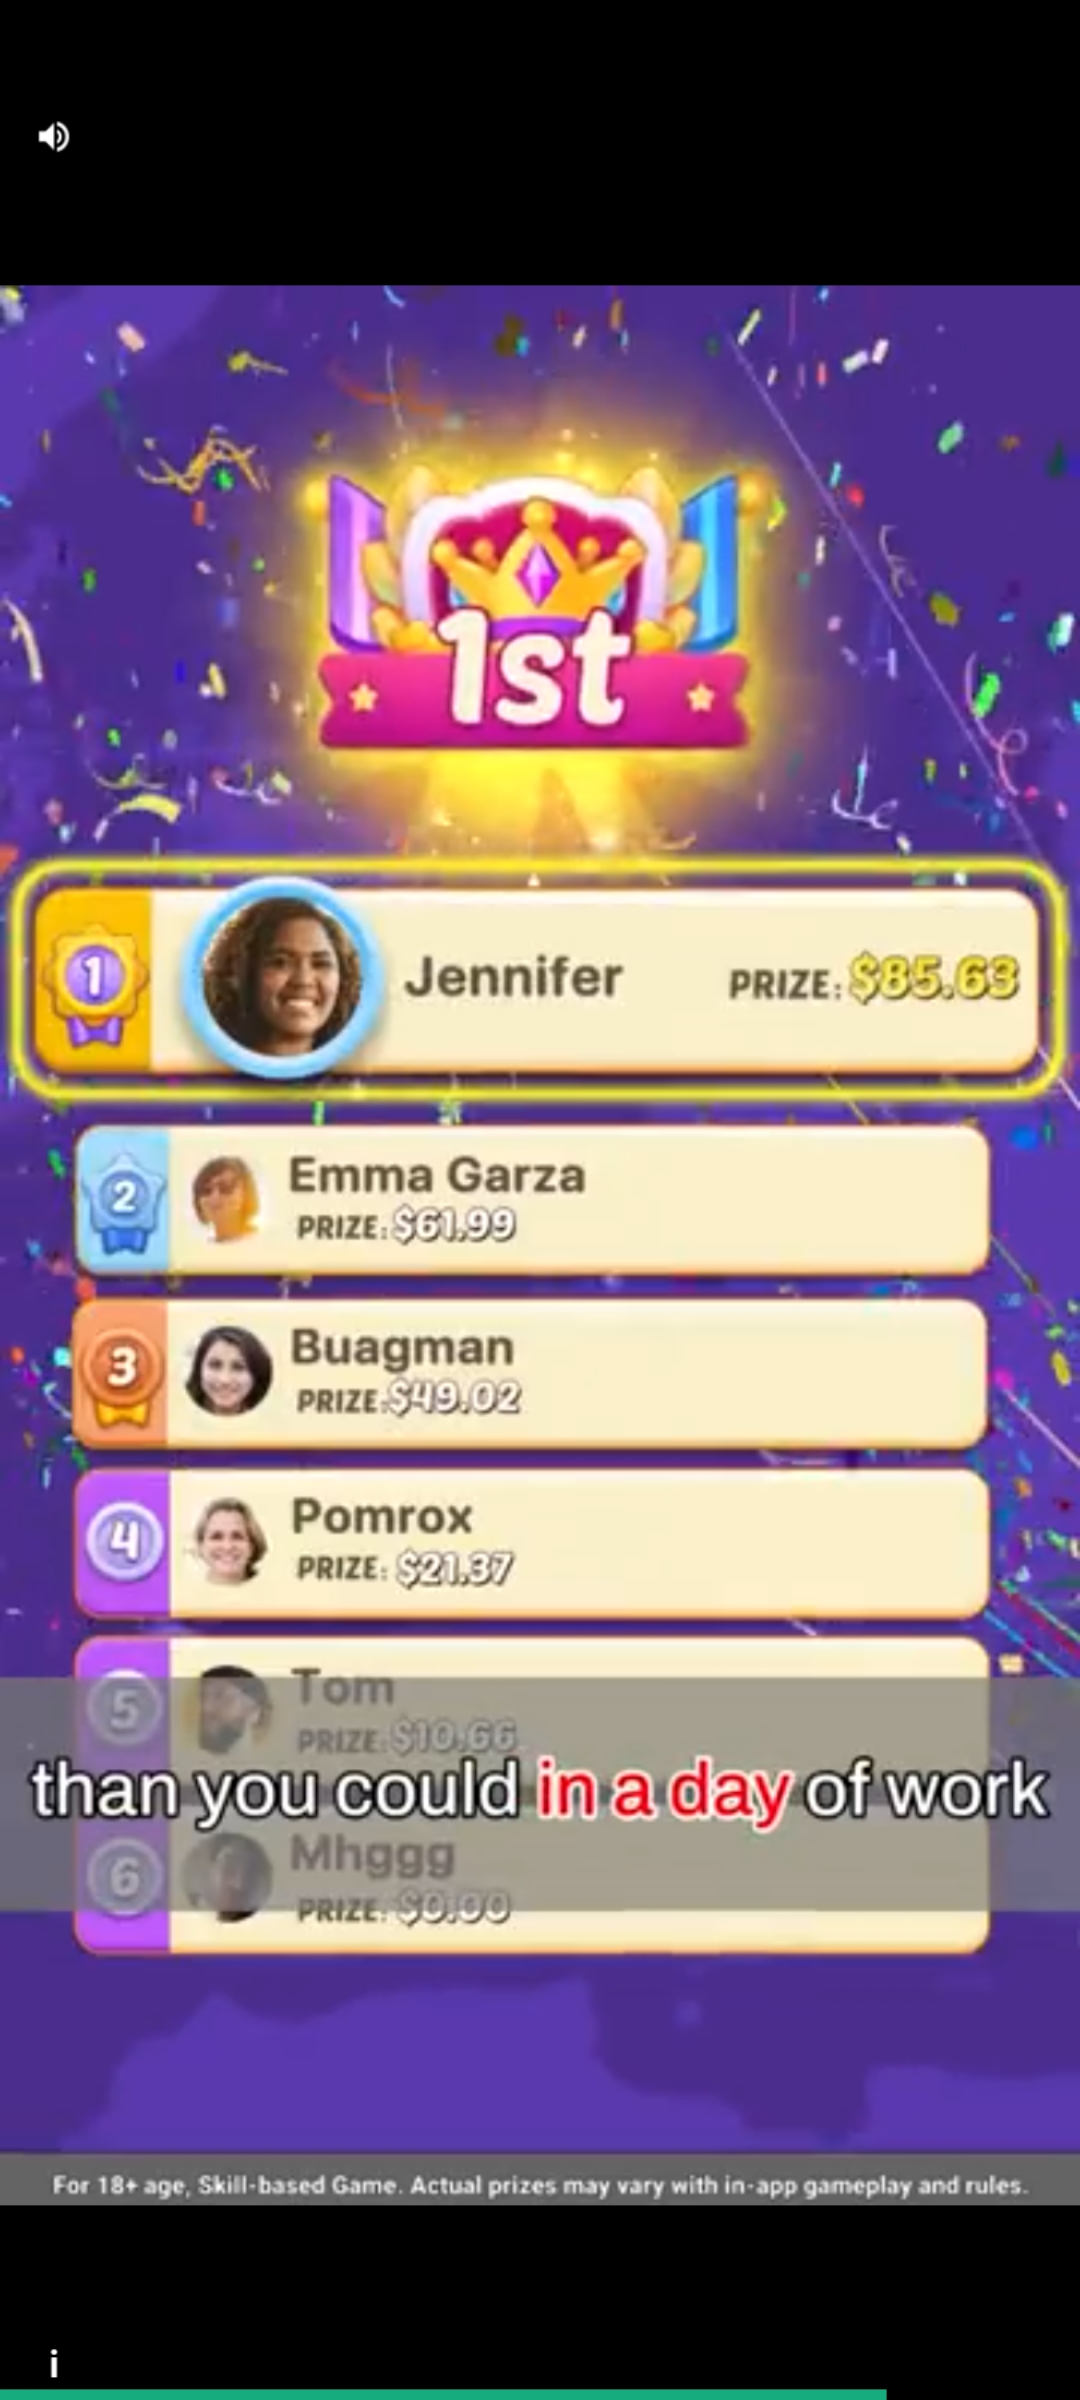 1st
1
Jennifer
PRIZE: $85.63
2
Emma Garza
PRIZE: $61.99
3
Buagman
PRIZE: $49.02
4
Pomrox
PRIZE: $21.37
5
Tom
PRIZE: $10.66
than you could in a day of work
6
Mhggg
PRIZE: $0.00
For 18+ age, Skill-based Game. Actual prizes may vary with in-app gameplay and rules.
i